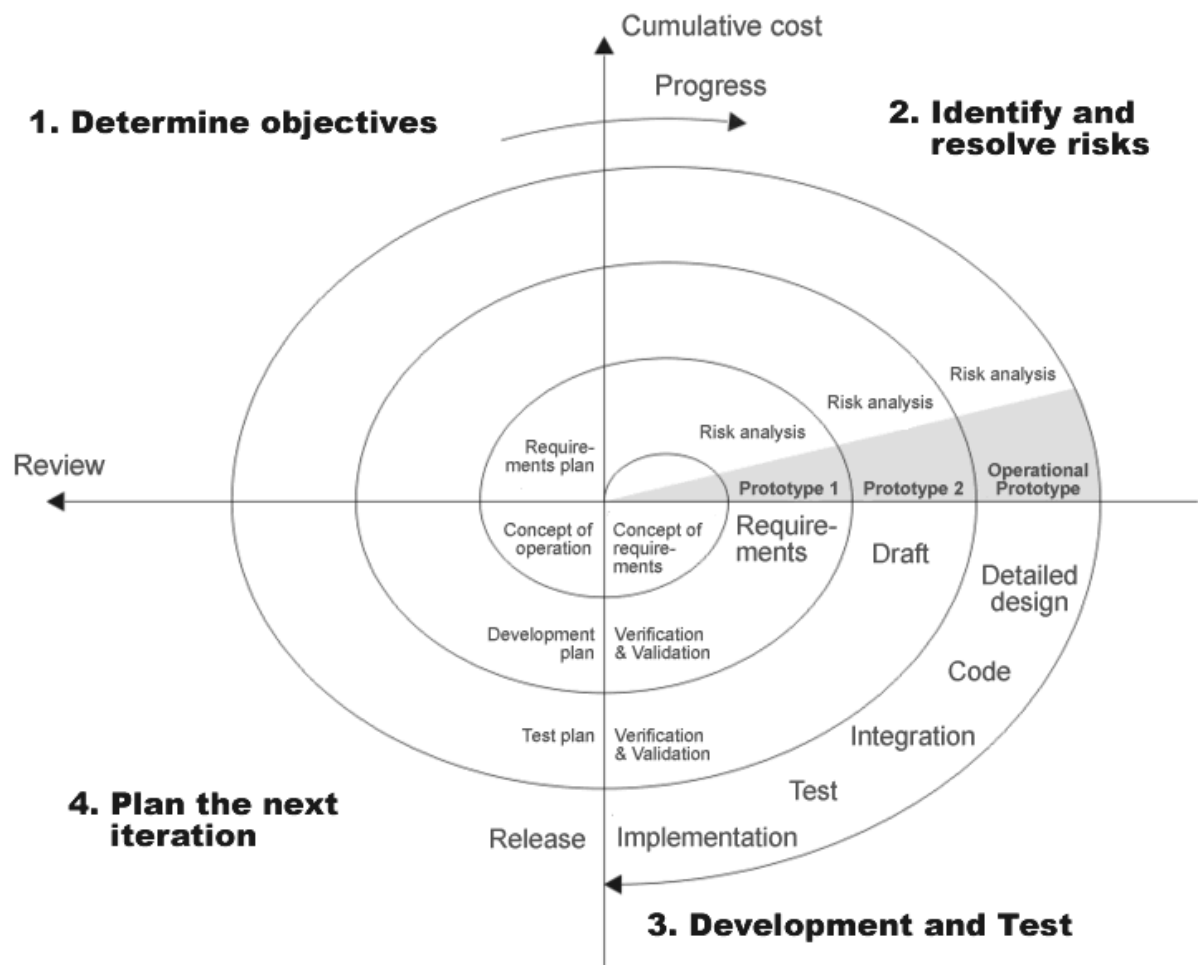 Cumulative cost
Progress
1. Determine objectives
2. Identify and
resolve risks
Risk analysis
Risk analysis
Risk analysis
Require-
ments plan
Review
Operational
Prototype
Prototype 1
Prototype 2
Concept of
operation
Concept of
require-
ments
Require-
ments
Draft
Detailed
design
Development
plan
Verification
& Validation
Code
Test plan
Verification
& Validation
Integration
Test
4. Plan the next
iteration
Release
Implementation
3. Development and Test